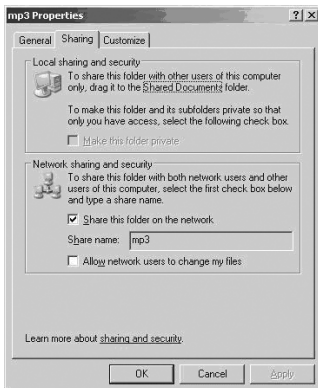 mp3 Properties
General Sharing Customize
Local sharing and security
To share this folder with other users of this computer
only, drag it to the Shared Documents folder.
To make this folder and its subfolders private so that
only you have access, select the following check box.
Make this folder private
Network sharing and security
To share this folder with both network users and other
users of this computer, select the first check box below
and type a share name.
Share this folder on the network
Share name: mp3
Allow network users to change my files
Learn more about sharing and security.
OK Cancel Apply